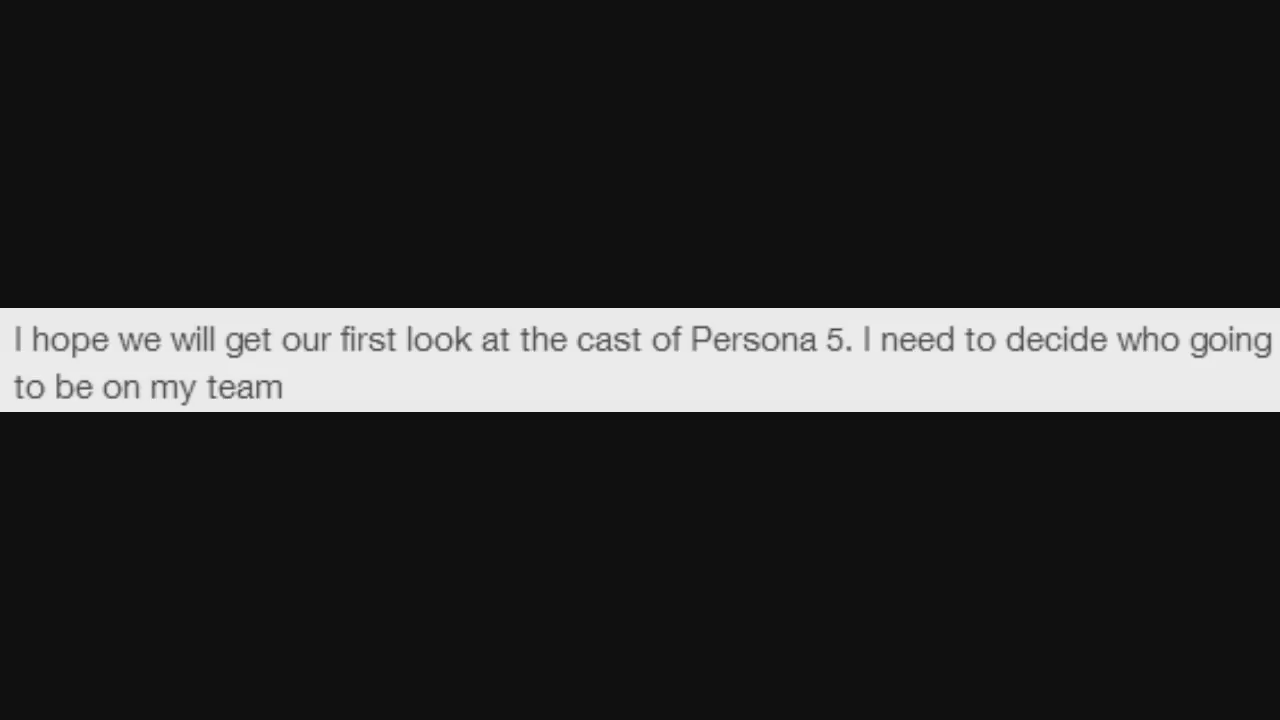 I hope we will get our first look at the cast of Persona 5. I need to decide who going
to be on my team